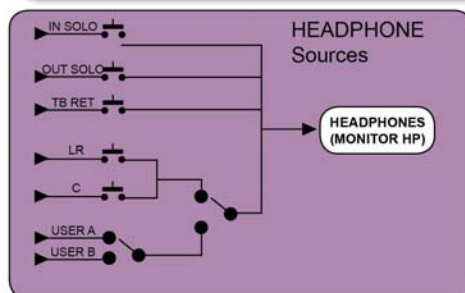 HEADPHONE
Sources
IN SOLO
OUT SOLO
TB RET
HEADPHONES
(MONITOR HP)
LR
C
USER A
USER B